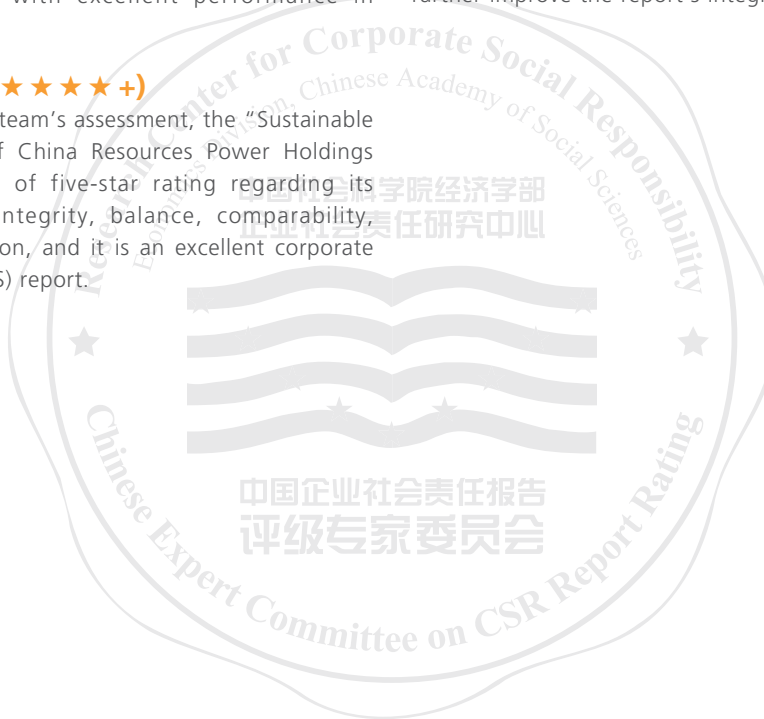 with excellent performance in
further improve the report's integ
★ ★ ★ ★ +)
team's assessment, the "Sustainable
f China Resources Power Holdings
of five-star rating regarding its
ntegrity, balance, comparability,
on, and it is an excellent corporate
S) report.
Research Center for Corporate Social Responsibility
Economics Division, Chinese Academy of Social Sciences
中国社会科学院经济学部
企业社会责任研究中心
中国企业社会责任报告
评级专家委员会
Chinese Expert Committee on CSR Report Rating